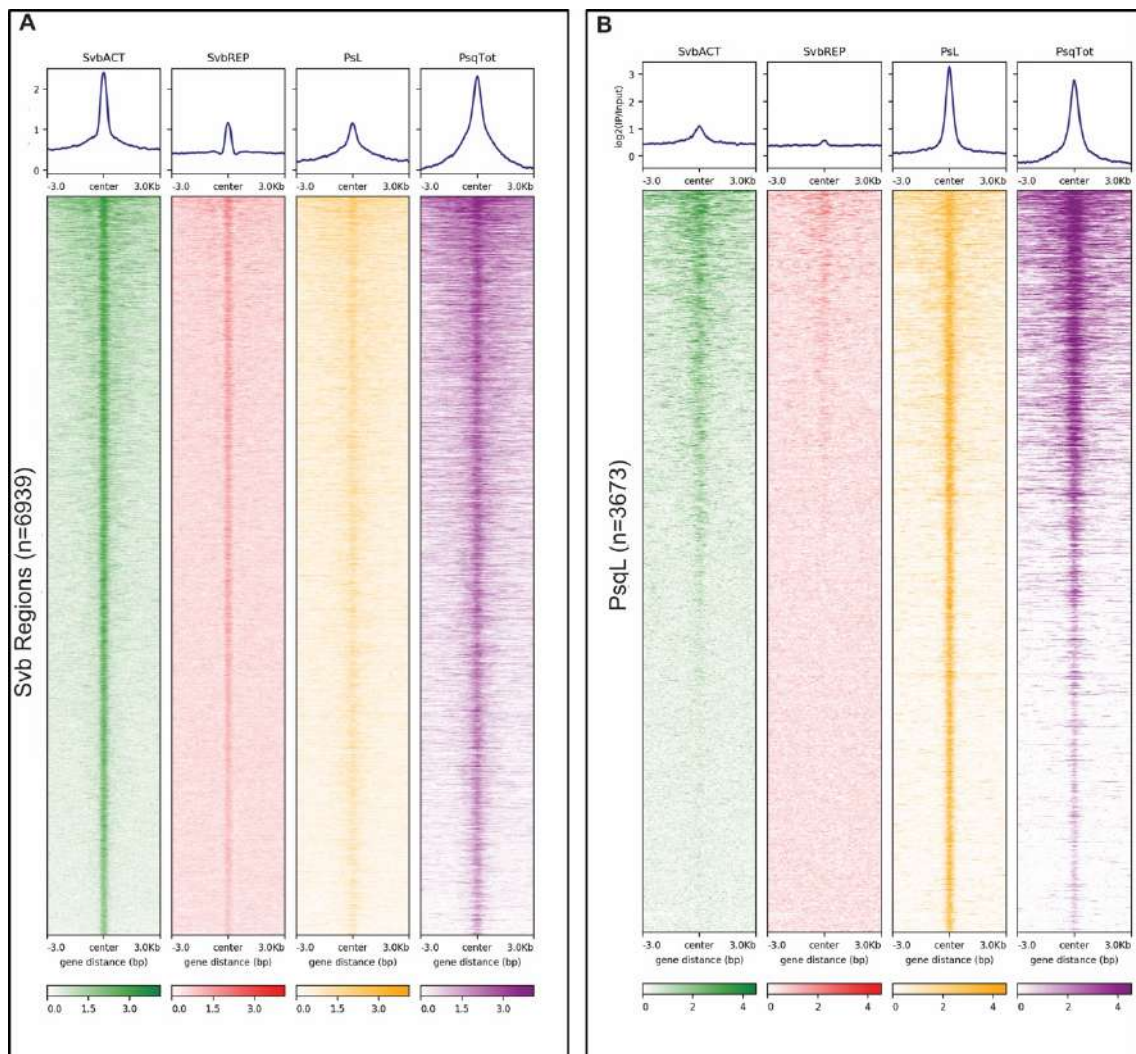 A
SvbACT SvbREP PsL PsqTot
2
1
0
-3.0 center 3.0Kb -3.0 center 3.0Kb -3.0 center 3.0Kb -3.0 center 3.0Kb
Svb Regions (n=6939)
-3.0 center 3.0Kb -3.0 center 3.0Kb -3.0 center 3.0Kb -3.0 center 3.0Kb
gene distance (bp) gene distance (bp) gene distance (bp) gene distance (bp)
0.0 1.5 3.0 0.0 1.5 3.0 0.0 1.5 3.0 0.0 1.5 3.0
B
SvbACT SvbREP PsL PsqTot
log2(IP/Input)
3
2
1
0
-3.0 center 3.0Kb -3.0 center 3.0Kb -3.0 center 3.0Kb -3.0 center 3.0Kb
PsqL (n=3673)
-3.0 center 3.0Kb -3.0 center 3.0Kb -3.0 center 3.0Kb -3.0 center 3.0Kb
gene distance (bp) gene distance (bp) gene distance (bp) gene distance (bp)
0 2 4 0 2 4 0 2 4 0 2 4